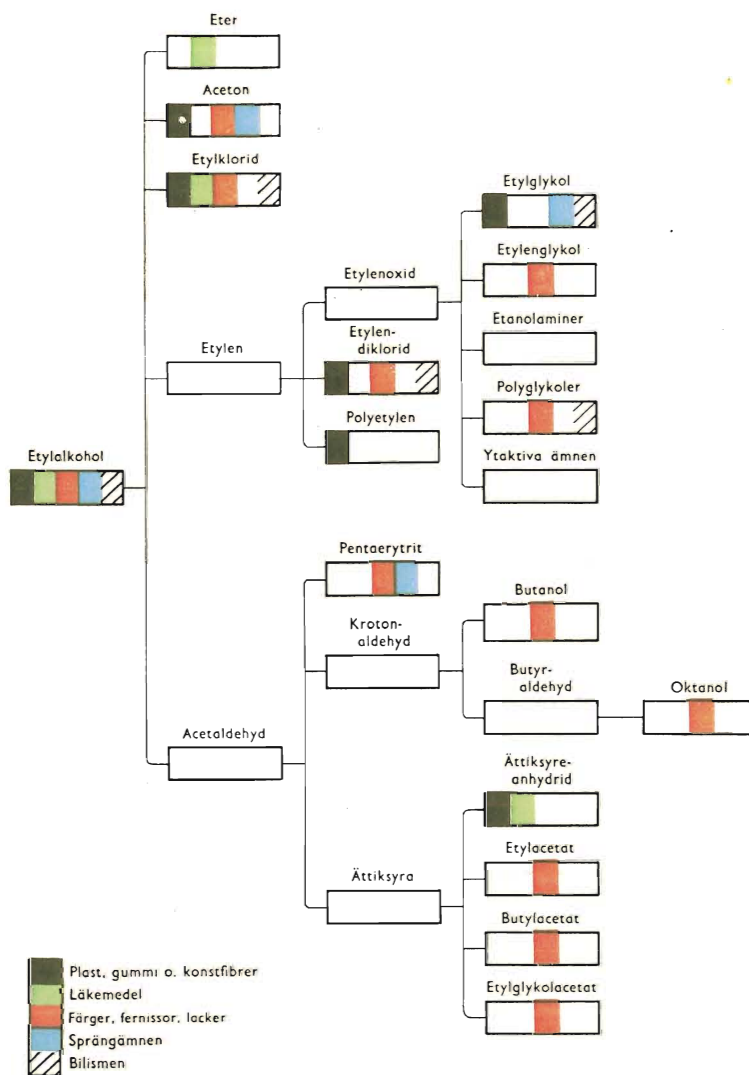 Eter
Aceton
Etylklorid
Etylglykol
Etylenoxid
Etylenglykol
Etylen
Etylen-
diklorid
Etanolaminer
Polyetylen
Polyglykoler
Etylalkohol
Ytaktiva ämnen
Pentaerytrit
Kroton-
aldehyd
Butanol
Butyr-
aldehyd
Oktanol
Acetaldehyd
Ättiksyre-
anhydrid
Etylacetat
Ättiksyra
Butylacetat
Etylglykolacetat
Plast, gummi o. konstfibrer
Läkemedel
Färger, fernissor, lacker
Sprängämnen
Bilismen